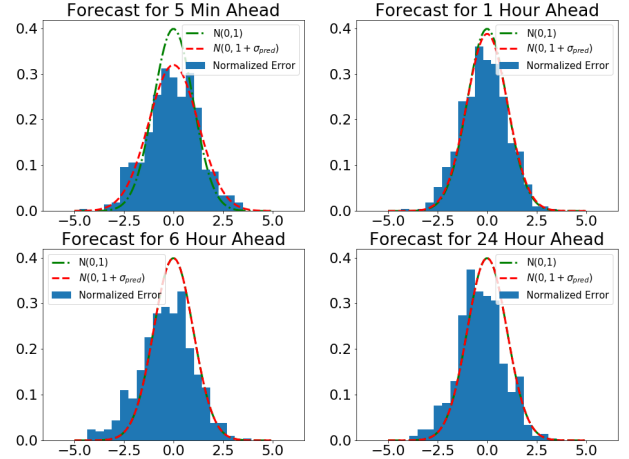 Forecast for 5 Min Ahead
0.4
0.3
0.2
0.1
0.0
−5.0 −2.5 0.0 2.5 5.0
N(0,1)
N(0, 1 + σpred)
Normalized Error
Forecast for 1 Hour Ahead
0.4
0.3
0.2
0.1
0.0
−5.0 −2.5 0.0 2.5 5.0
N(0,1)
N(0, 1 + σpred)
Normalized Error
Forecast for 6 Hour Ahead
0.4
0.3
0.2
0.1
0.0
−5.0 −2.5 0.0 2.5 5.0
N(0,1)
N(0, 1 + σpred)
Normalized Error
Forecast for 24 Hour Ahead
0.4
0.3
0.2
0.1
0.0
−5.0 −2.5 0.0 2.5 5.0
N(0,1)
N(0, 1 + σpred)
Normalized Error